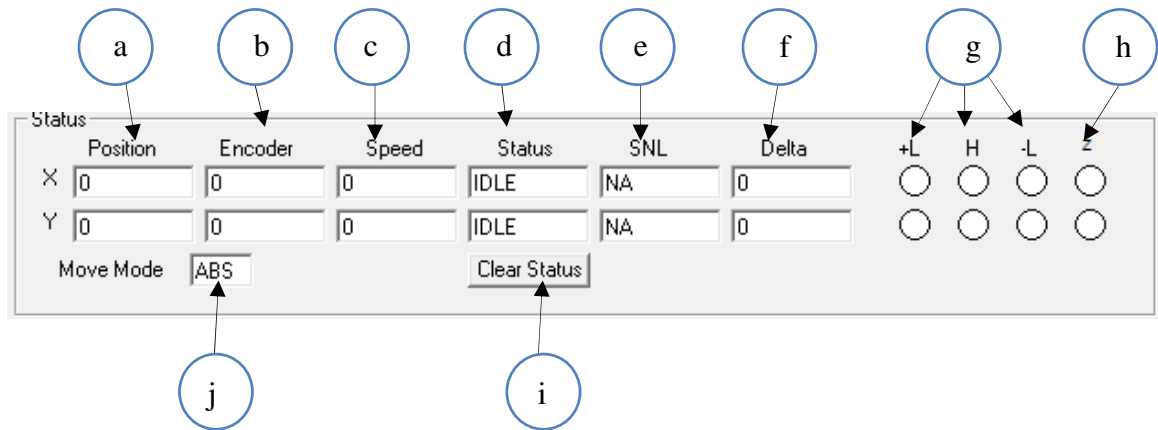 a b c d e f g h
Status
Position Encoder Speed Status SNL Delta +L H -L Z
X 0 0 0 IDLE NA 0
Y 0 0 0 IDLE NA 0
Move Mode ABS Clear Status
j i